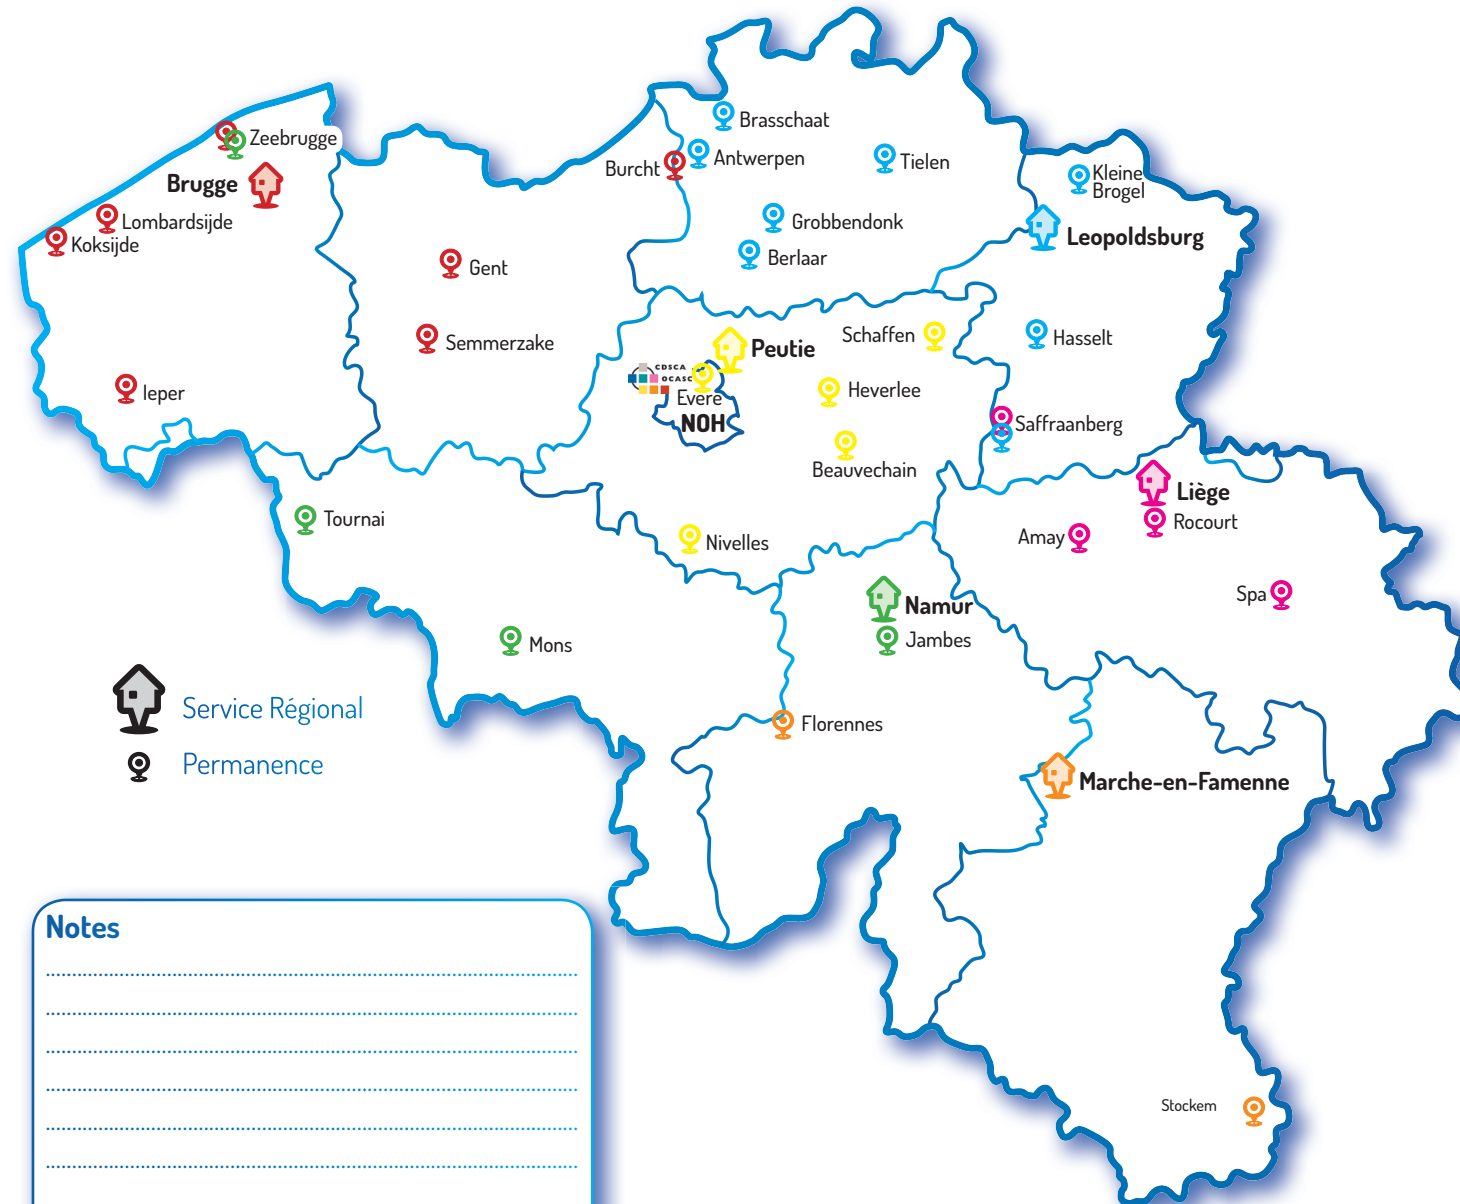 Brasschaat
Zeebrugge
Antwerpen
Tielen
Burcht
Kleine
Brogel
Brugge
Lombardsijde
Grobbendonk
Leopoldsburg
Koksijde
Berlaar
Gent
Schaffen
Hasselt
Semmerzake
Peutie
CDSCA
OCASC
Evere
Heverlee
Ieper
NOH
Saffraanberg
Beauvechain
Liège
Tournai
Rocourt
Amay
Nivelles
Spa
Namur
Jambes
Mons
Service Régional
Florennes
Permanence
Marche-en-Famenne
Notes
Stockem